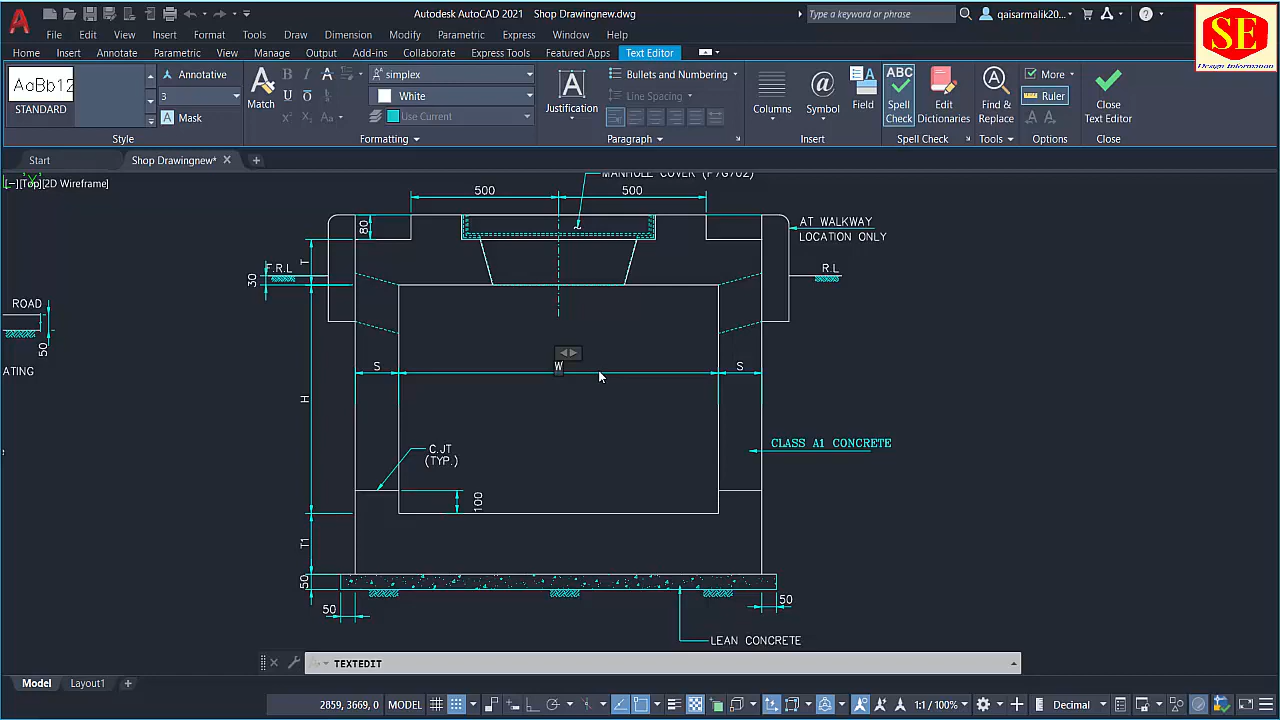 Autodesk AutoCAD 2021 Shop Drawingnew.dwg
Type a keyword or phrase
qaisarmalik20...
SE
Design Information
File Edit View Insert Format Tools Draw Dimension Modify Parametric Express Window Help
Home Insert Annotate Parametric View Manage Output Add-ins Collaborate Express Tools Featured Apps Text Editor
AaBb12
STANDARD
Annotative
3
Mask
Style
Match
simplex
White
Use Current
Formatting
Justification
Bullets and Numbering
Line Spacing
Paragraph
Columns
Symbol
Field
Insert
ABC
Spell
Check
Edit
Dictionaries
Spell Check
Find &
Replace
Tools
More
Ruler
Options
Close
Text Editor
Close
Start
Shop Drawingnew*
[−][Top][2D Wireframe]
MANHOLE COVER (P7G702)
500
500
80
AT WALKWAY
LOCATION ONLY
T
F.R.L
R.L
30
ROAD
50
ATING
S
W
S
H
C.JT
(TYP.)
CLASS A1 CONCRETE
100
T1
50
50
50
LEAN CONCRETE
TEXTEDIT
Model
Layout1
2859, 3669, 0
MODEL
1:1 / 100%
Decimal